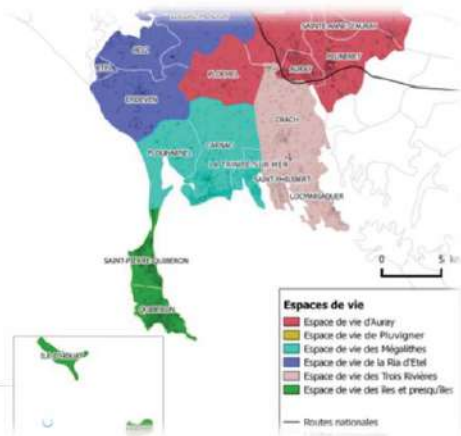 SAINTE-ANNE-D'AURAY
BELZ
PLUNERET
ETEL
PLOEMEL
AURAY
ERDEVEN
CRACH
CARNAC
PLOUHARNEL
LA TRINITE-SUR-MER
SAINT-PHILIBERT
LOCMARIAQUER
SAINT-PIERRE-QUIBERON
0 5 km
QUIBERON
Espaces de vie
Espace de vie d'Auray
Espace de vie de Pluvigner
Espace de vie des Mégalithes
Espace de vie de la Ria d'Etel
Espace de vie des Trois Rivières
Espace de vie des îles et presqu'îles
Routes nationales